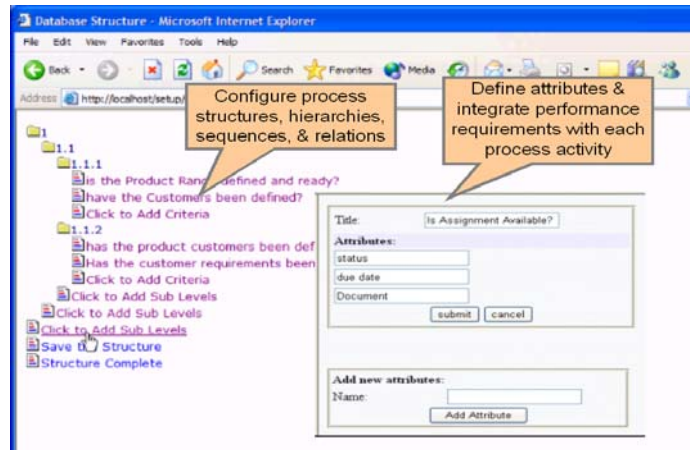 Database Structure - Microsoft Internet Explorer
File Edit View Favorites Tools Help
Back Search Favorites Media
Address http://localhost/setup/
Configure process
structures, hierarchies,
sequences, & relations
Define attributes &
integrate performance
requirements with each
process activity
1
1.1
1.1.1
is the Product Range defined and ready?
have the Customers been defined?
Click to Add Criteria
1.1.2
has the product customers been def
Has the customer requirements been
Click to Add Criteria
Click to Add Sub Levels
Click to Add Sub Levels
Click to Add Sub Levels
Save Structure
Structure Complete
Title: Is Assignment Available?
Attributes:
status
due date
Document
submit cancel
Add new attributes:
Name:
Add Attribute